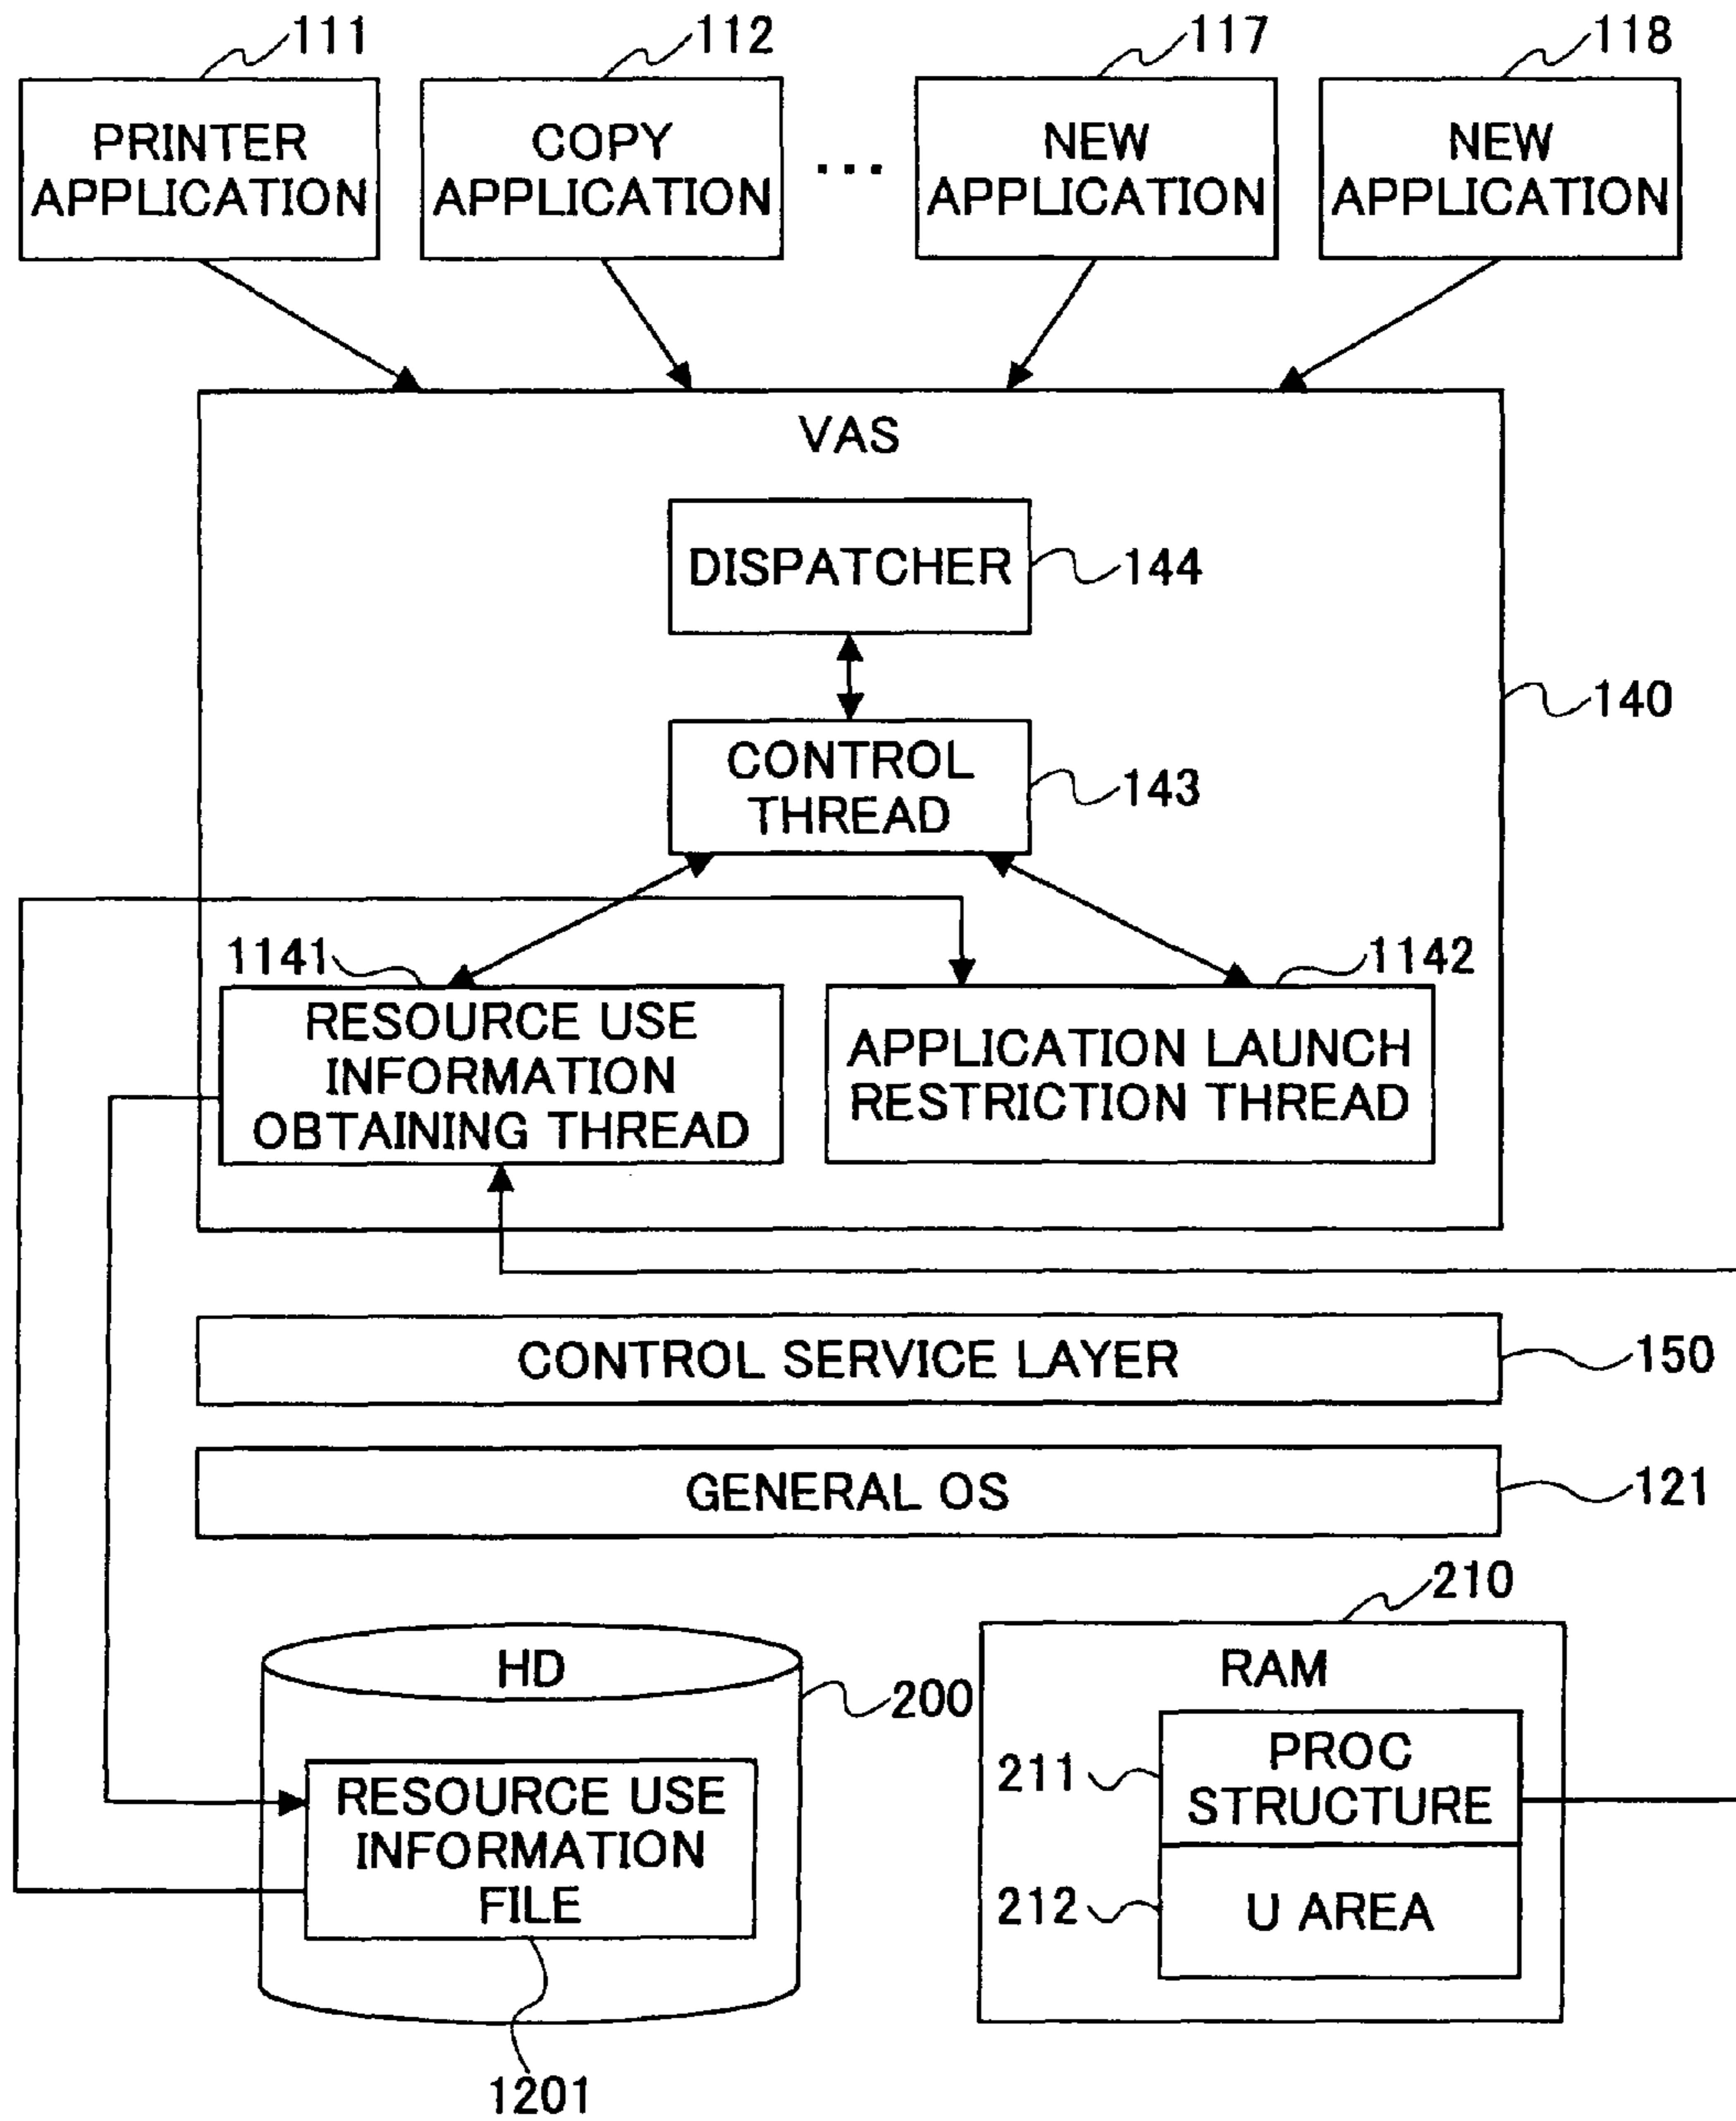 111
112
117
118
PRINTER
APPLICATION
COPY
APPLICATION
...
NEW
APPLICATION
NEW
APPLICATION
VAS
DISPATCHER
144
140
CONTROL
THREAD
143
1141
1142
RESOURCE USE
INFORMATION
OBTAINING THREAD
APPLICATION LAUNCH
RESTRICTION THREAD
CONTROL SERVICE LAYER
150
GENERAL OS
121
210
HD
200
RAM
RESOURCE USE
INFORMATION
FILE
211
PROC
STRUCTURE
212
U AREA
1201